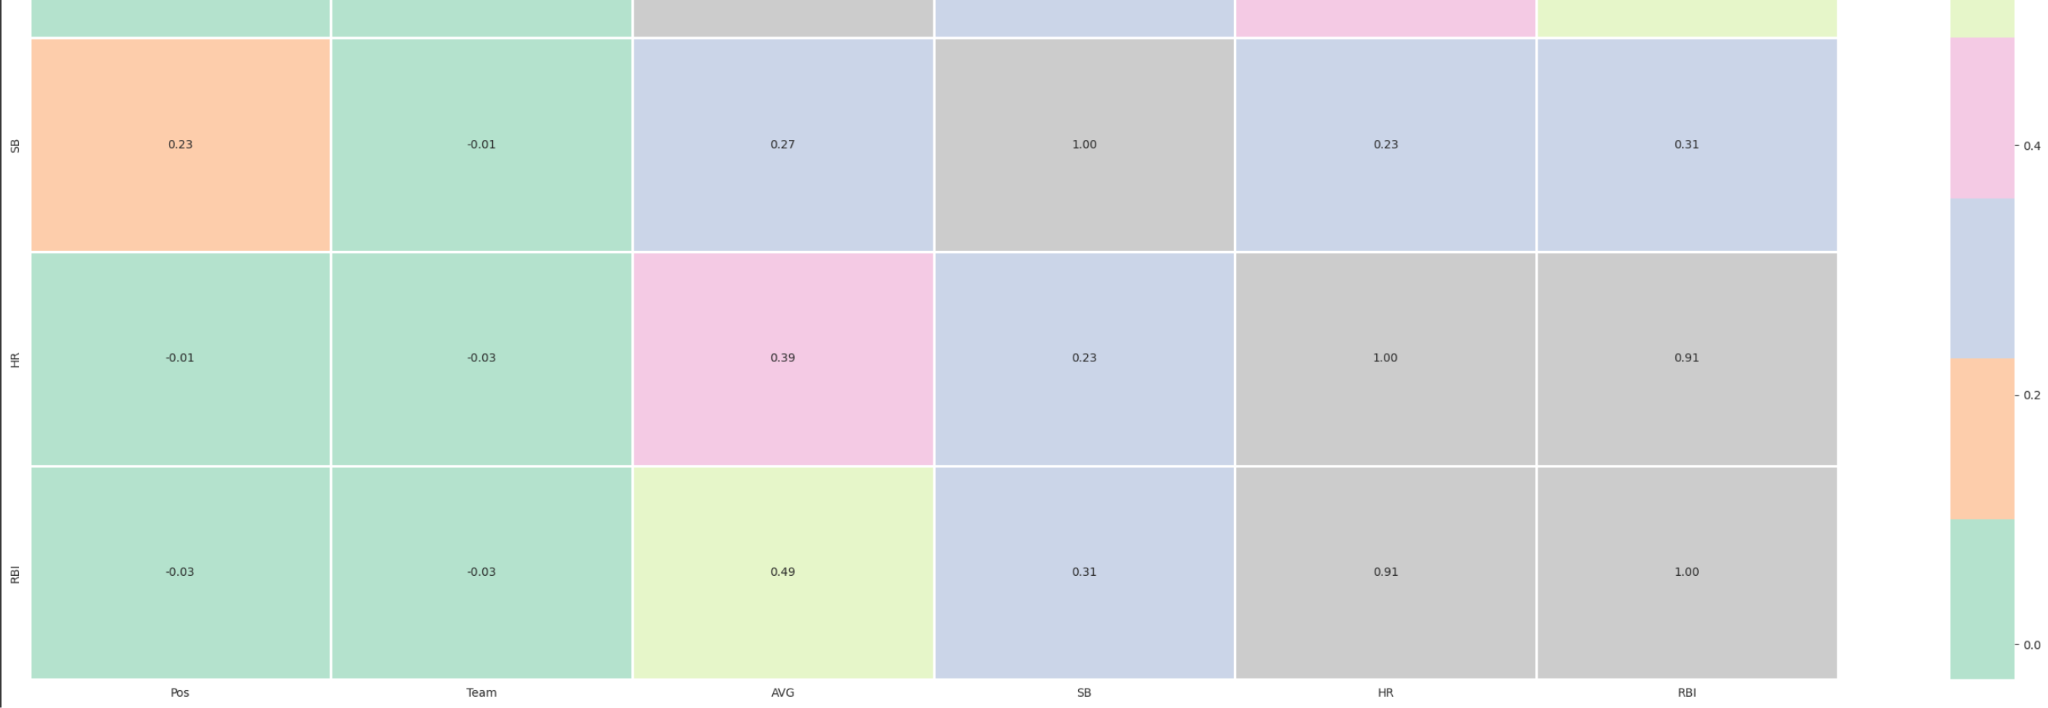 SB 0.23 -0.01 0.27 1.00 0.23 0.31 0.4
HR -0.01 -0.03 0.39 0.23 1.00 0.91
0.2
RBI -0.03 -0.03 0.49 0.31 0.91 1.00
0.0
Pos Team AVG SB HR RBI